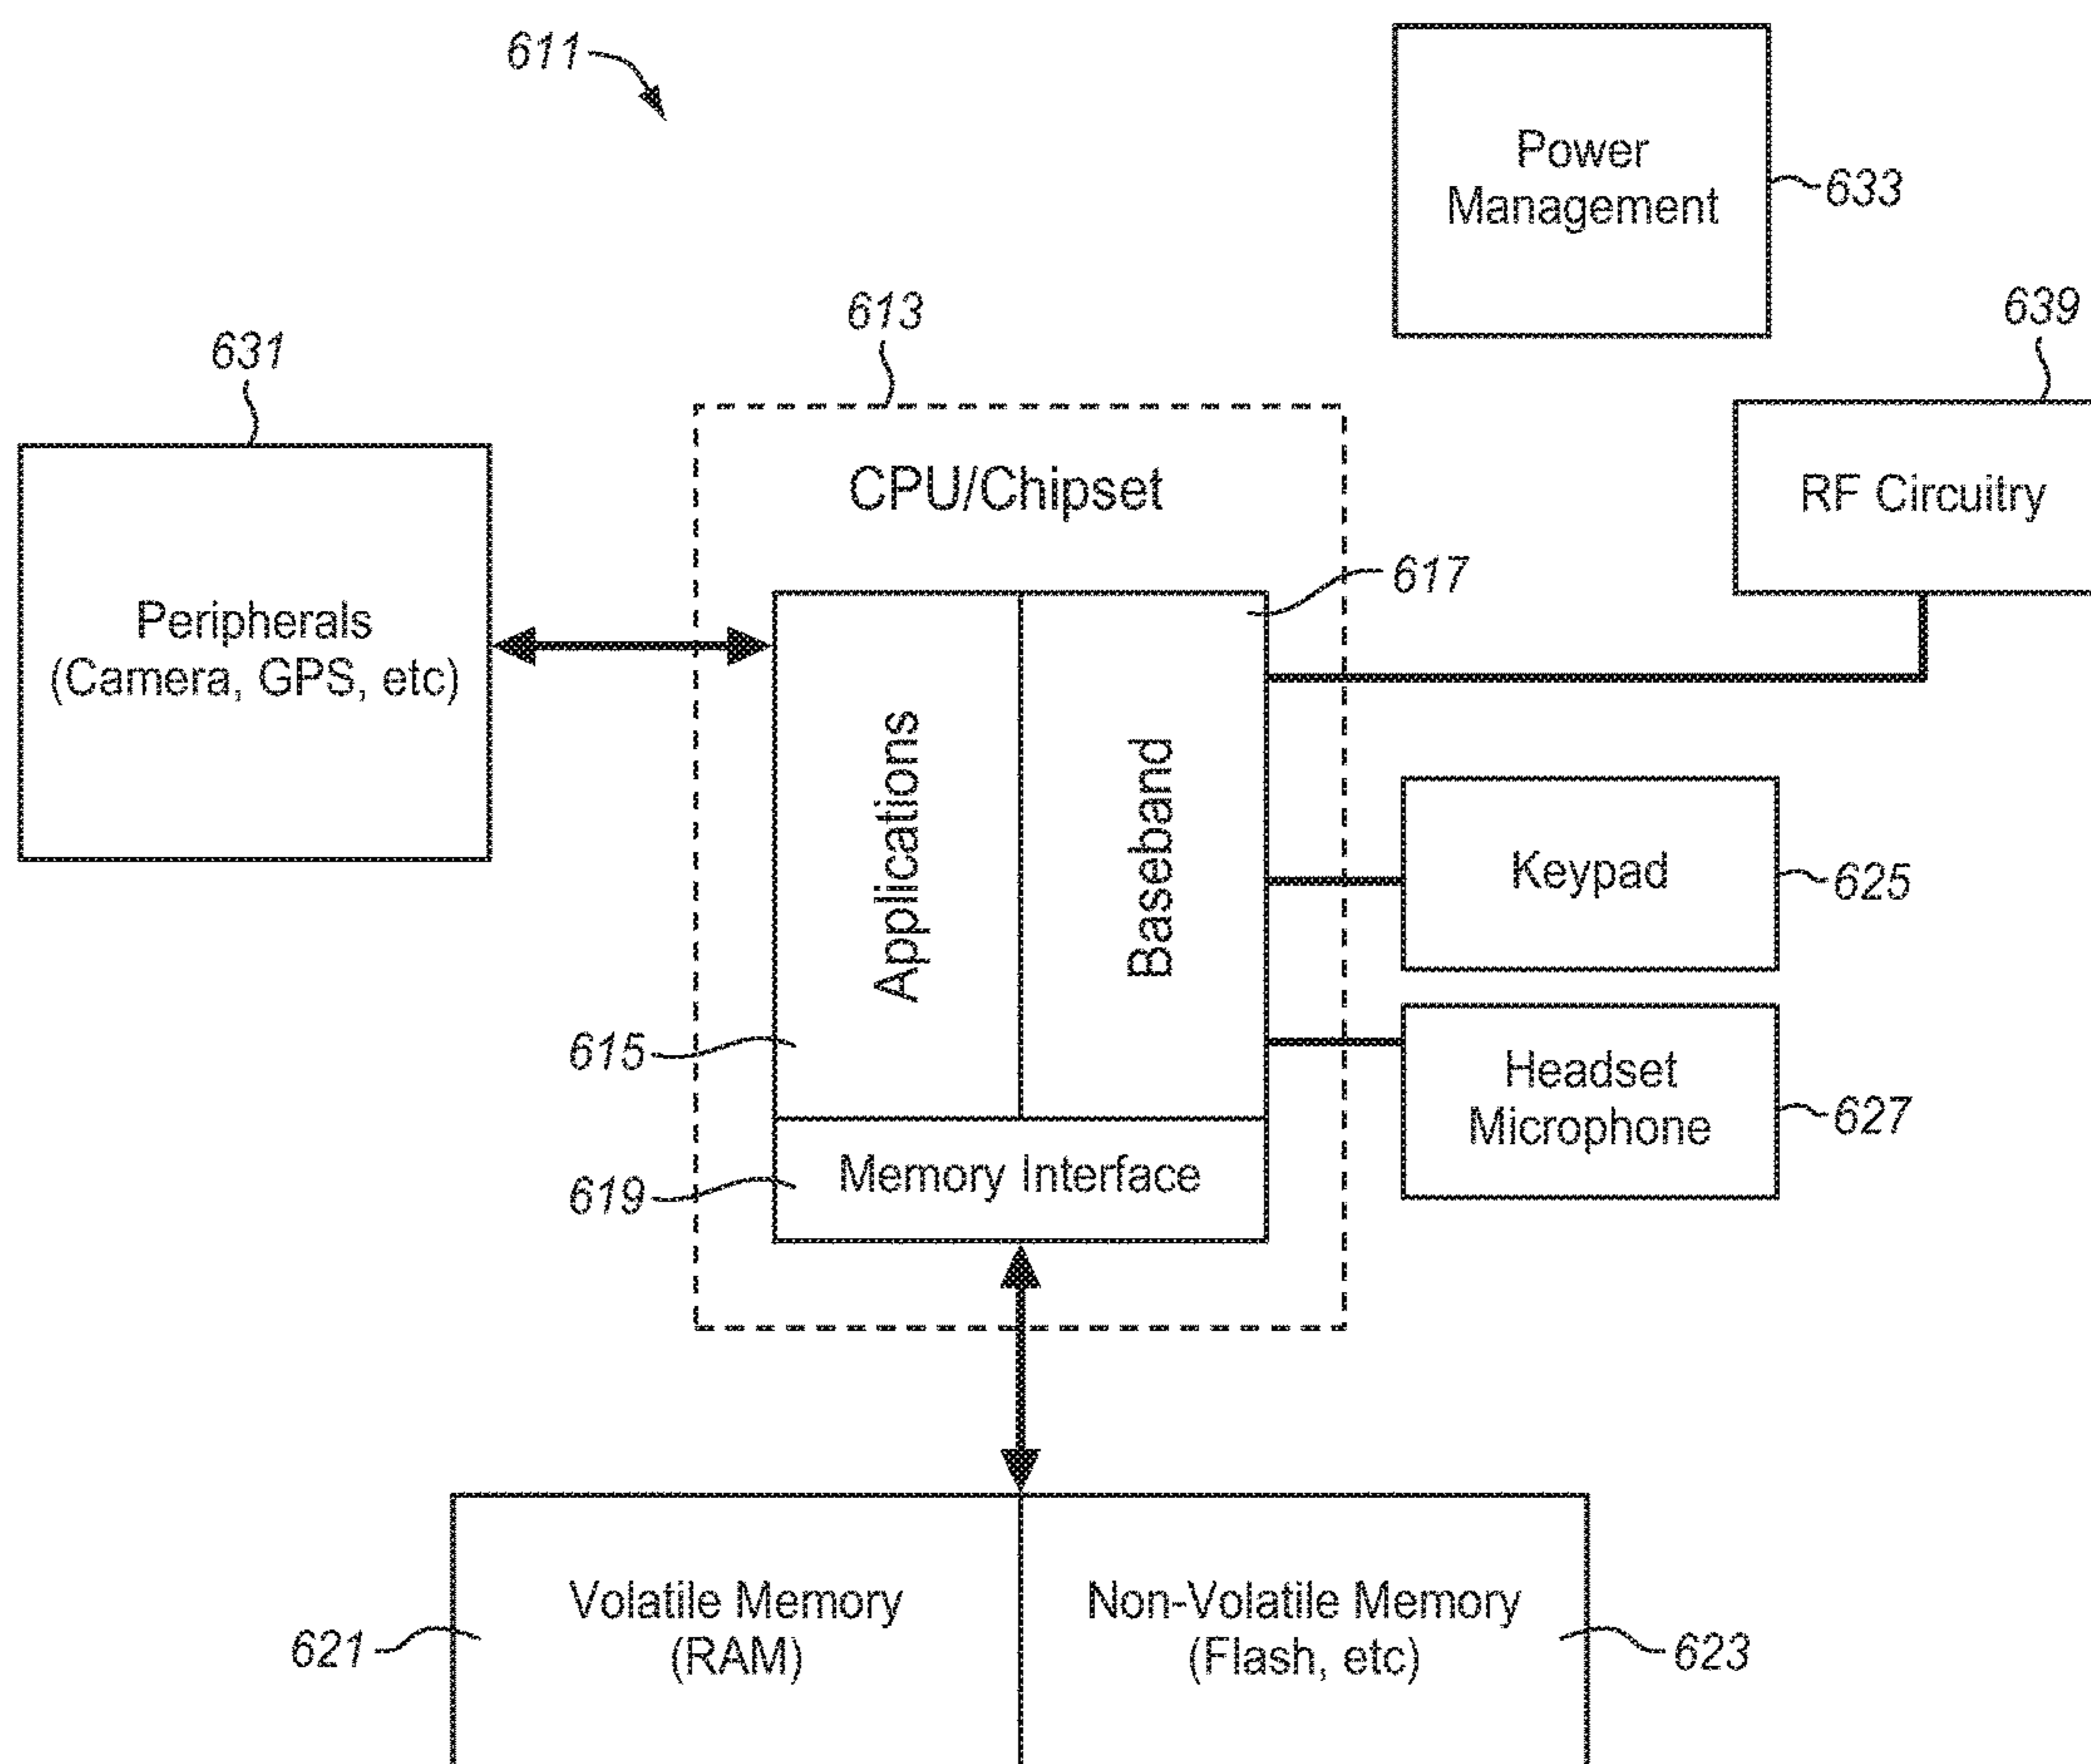 611
Power
Management
633
639
613
631
CPU/Chipset
RF Circuitry
617
Peripherals
(Camera, GPS, etc)
Applications
Baseband
Keypad
625
615
Headset
Microphone
627
619
Memory Interface
Volatile Memory
(RAM)
Non-Volatile Memory
(Flash, etc)
621
623